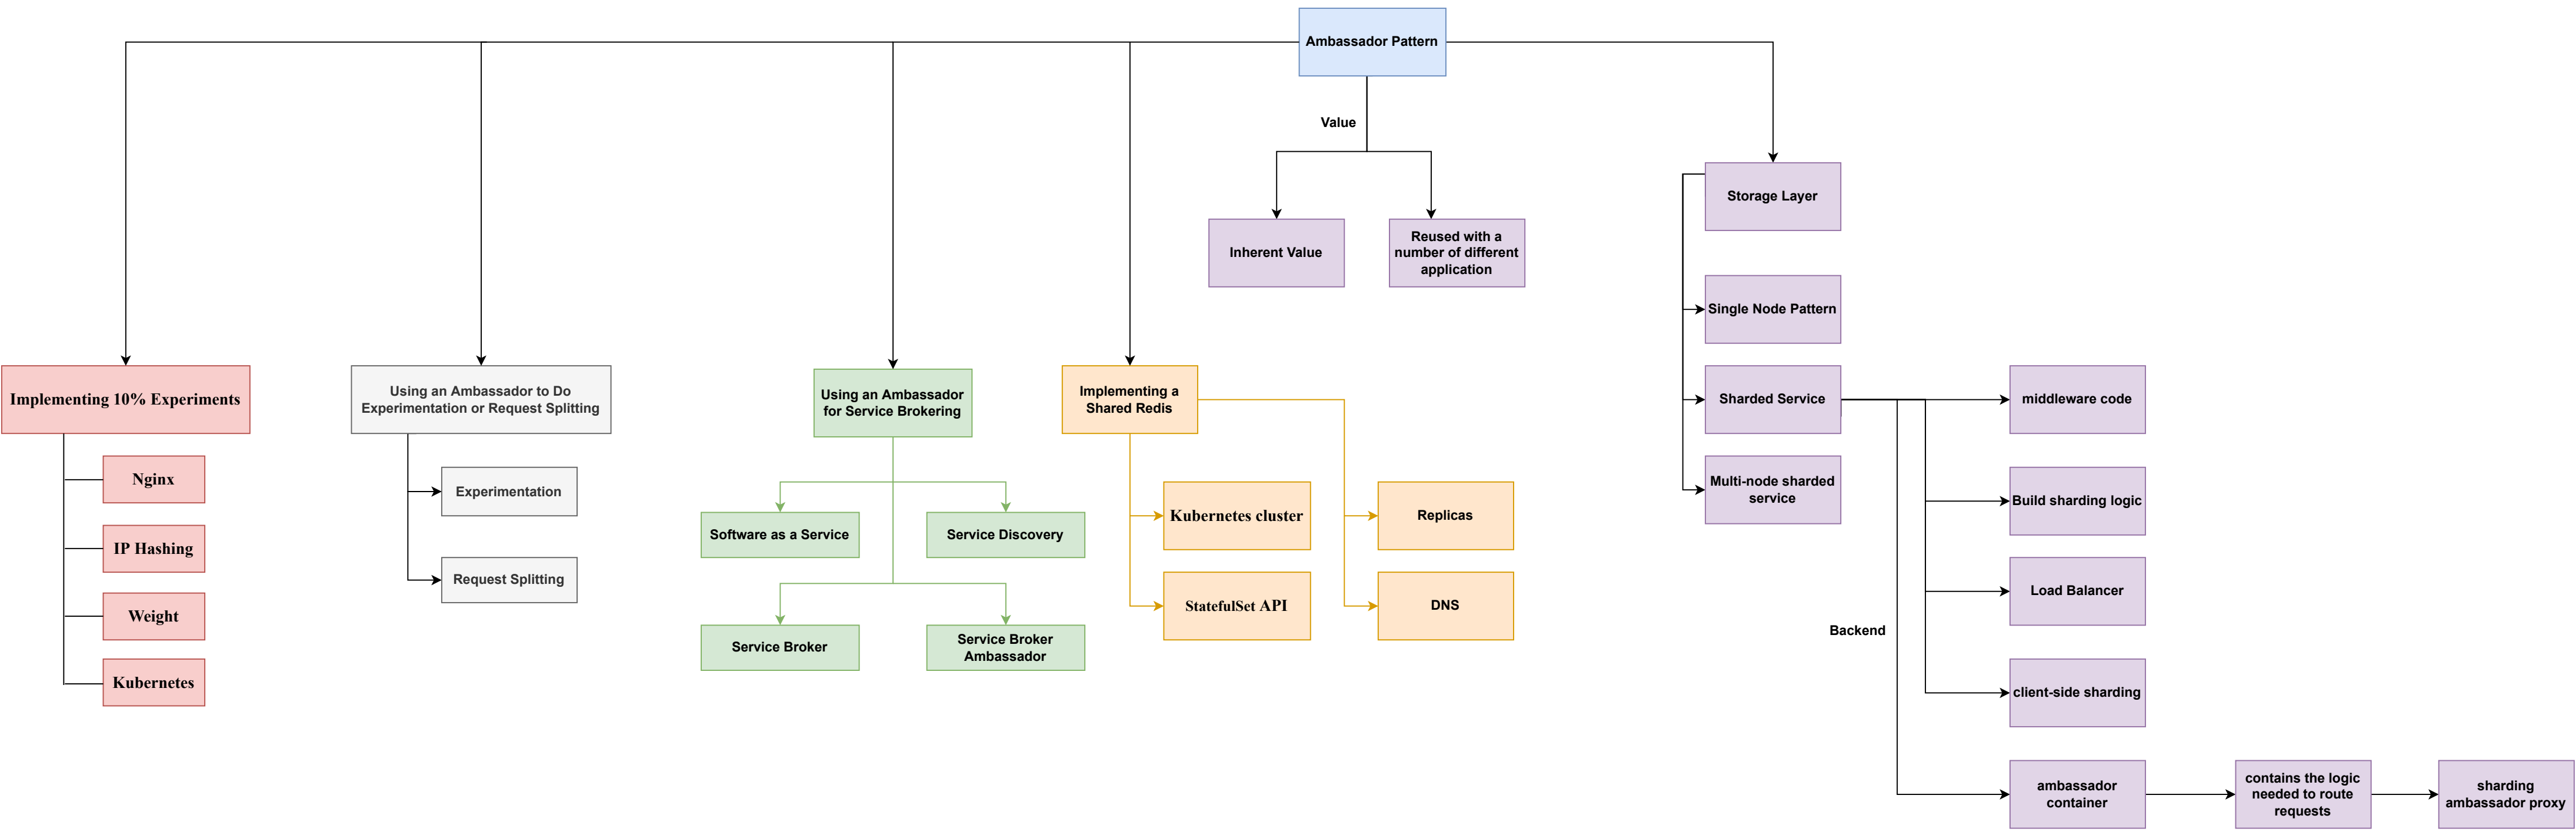 Ambassador Pattern
Value
Inherent Value
Reused with a
number of different
application
Storage Layer
Single Node Pattern
Sharded Service
Multi-node sharded
service
middleware code
Build sharding logic
Load Balancer
client-side sharding
Backend
ambassador
container
contains the logic
needed to route
requests
sharding
ambassador proxy
Implementing 10% Experiments
Nginx
IP Hashing
Weight
Kubernetes
Using an Ambassador to Do
Experimentation or Request Splitting
Experimentation
Request Splitting
Using an Ambassador
for Service Brokering
Software as a Service
Service Discovery
Service Broker
Service Broker
Ambassador
Implementing a
Shared Redis
Kubernetes cluster
StatefulSet API
Replicas
DNS